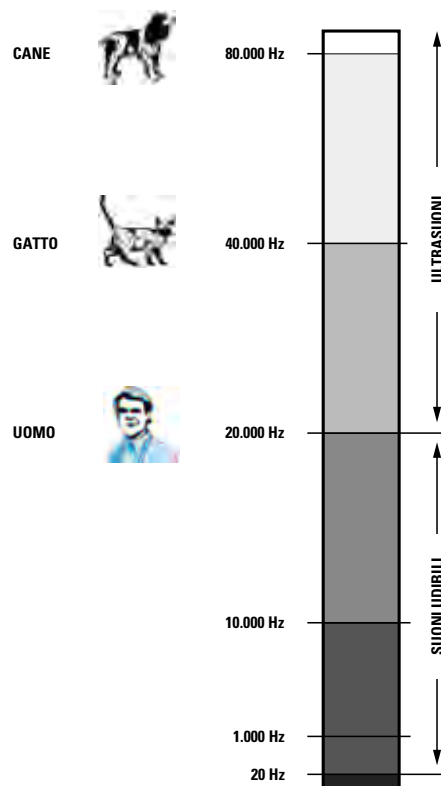 CANE 80.000 Hz
GATTO 40.000 Hz
ULTRASUONI
UOMO 20.000 Hz
10.000 Hz
SUONI UDIBILI
1.000 Hz
20 Hz